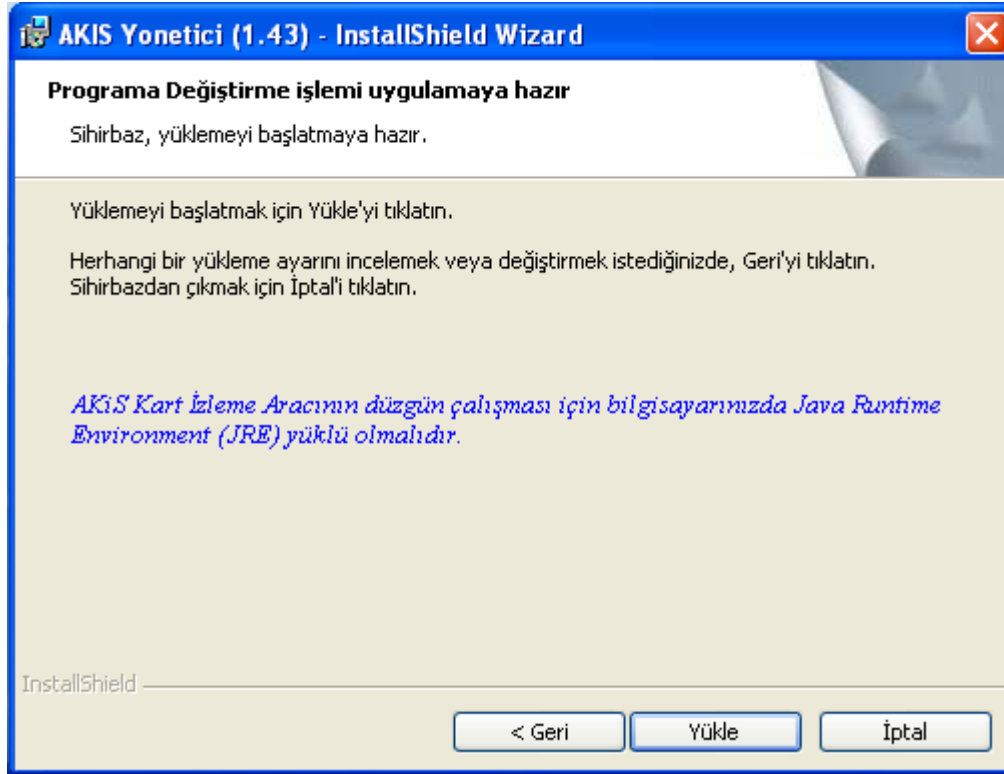 AKIS Yonetici (1.43) - InstallShield Wizard
Programa Değiştirme işlemi uygulamaya hazır
Sihirbaz, yüklemeyi başlatmaya hazır.
Yüklemeyi başlatmak için Yükle'yi tıklatın.
Herhangi bir yükleme ayarını incelemek veya değiştirmek istediğinizde, Geri'yi tıklatın.
Sihirbazdan çıkmak için İptal'i tıklatın.
AKiS Kart İzleme Aracının düzgün çalışması için bilgisayarınızda Java Runtime
Environment (JRE) yüklü olmalıdır.
InstallShield
< Geri Yükle İptal